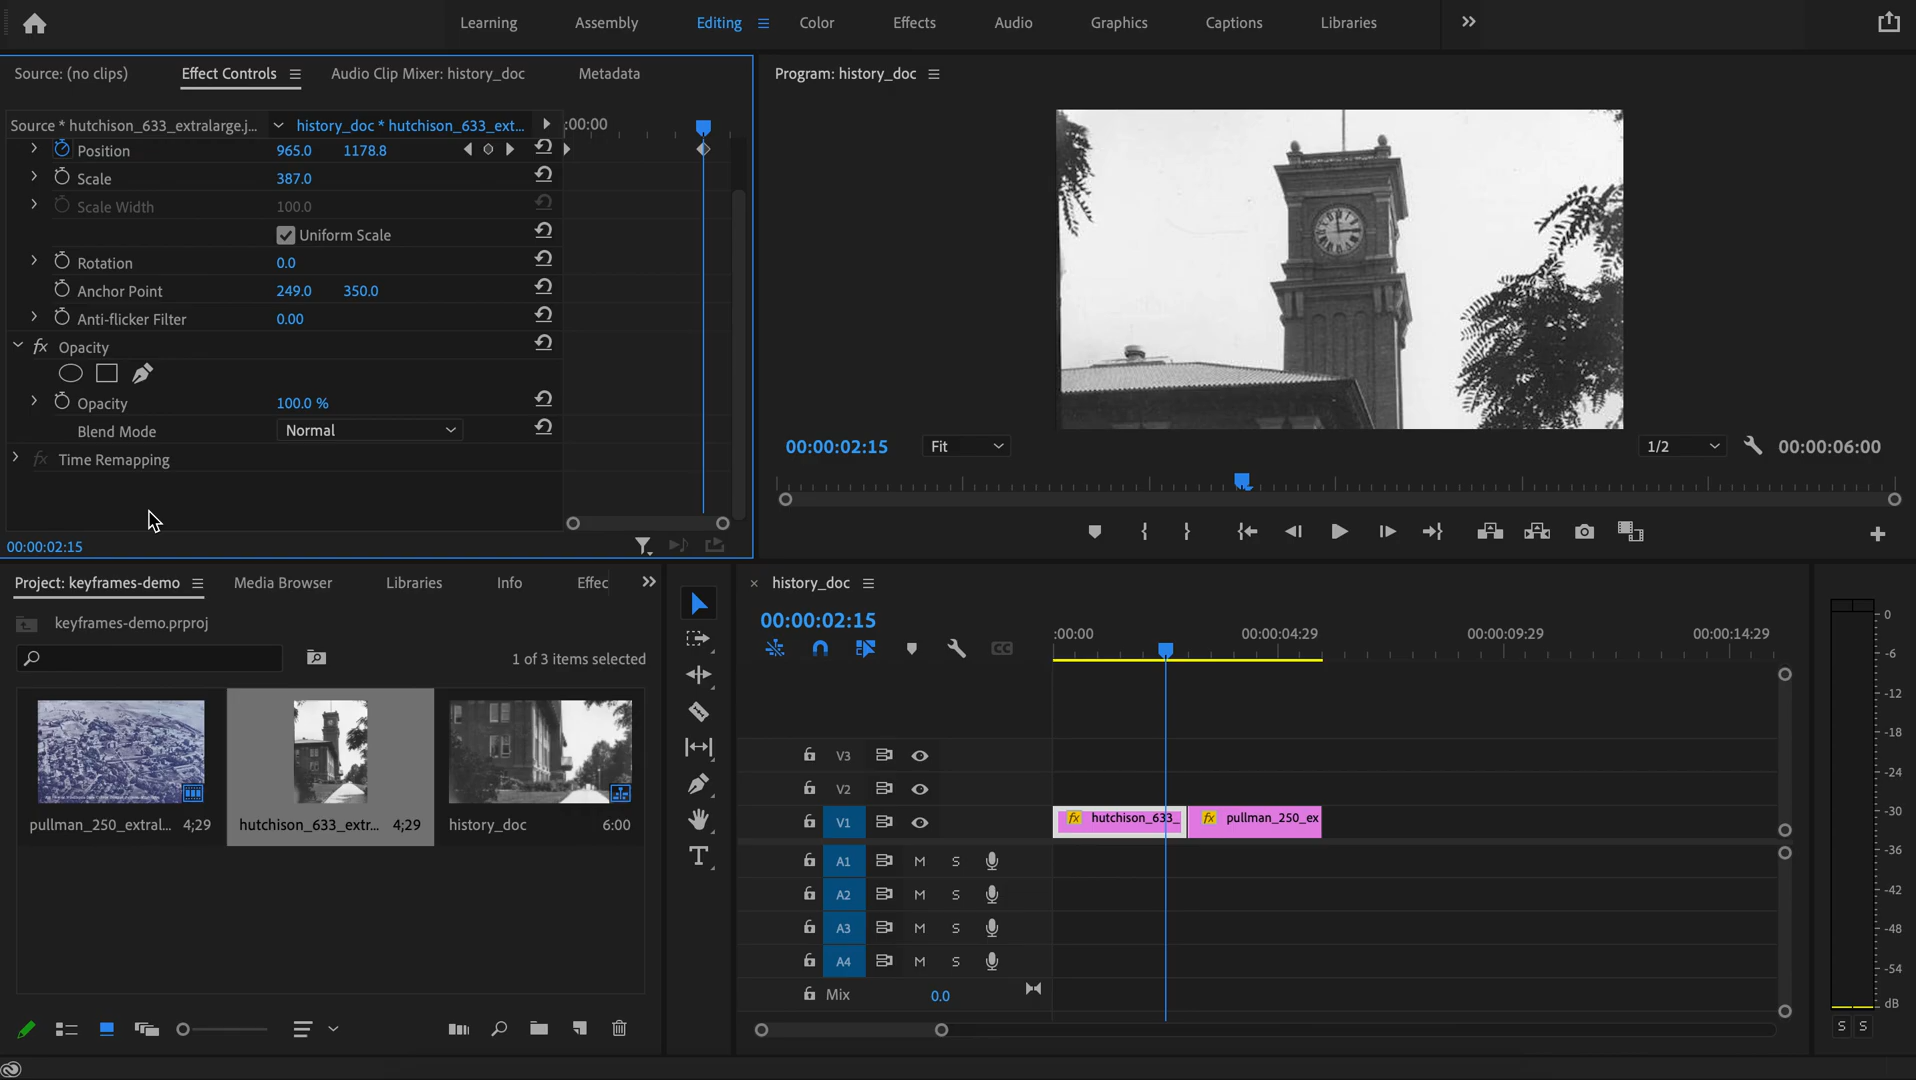 Learning Assembly Editing Color Effects Audio Graphics Captions Libraries
Source: (no clips) Effect Controls Audio Clip Mixer: history_doc Metadata
Program: history_doc
Source * hutchison_633_extralarge.j... history_doc * hutchison_633_ext... :00:00
Position 965.0 1178.8
Scale 387.0
Scale Width 100.0
Uniform Scale
Rotation 0.0
Anchor Point 249.0 350.0
Anti-flicker Filter 0.00
fx Opacity
Opacity 100.0 %
Blend Mode Normal
fx Time Remapping
00:00:02:15
00:00:02:15 Fit 1/2 00:00:06:00
Project: keyframes-demo Media Browser Libraries Info Effec
keyframes-demo.prproj
1 of 3 items selected
pullman_250_extral... 4;29
hutchison_633_extr... 4;29
history_doc 6:00
history_doc
00:00:02:15
:00:00 00:00:04:29 00:00:09:29 00:00:14:29
CC
V3
V2
V1
fx hutchison_633_ fx pullman_250_ex
A1 M S
A2 M S
A3 M S
A4 M S
Mix 0.0
T
0
-6
-12
-18
-24
-30
-36
-42
-48
-54
dB
S S